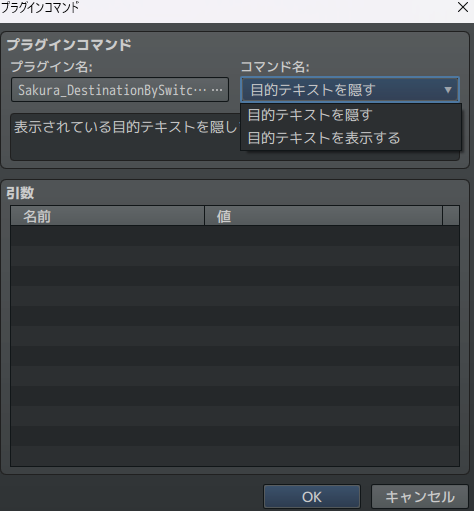 プラグインコマンド
プラグインコマンド
プラグイン名:
コマンド名:
Sakura_DestinationBySwitc… …
目的テキストを隠す
目的テキストを隠す
目的テキストを表示する
表示されている目的テキストを隠し
引数
名前
値
OK
キャンセル